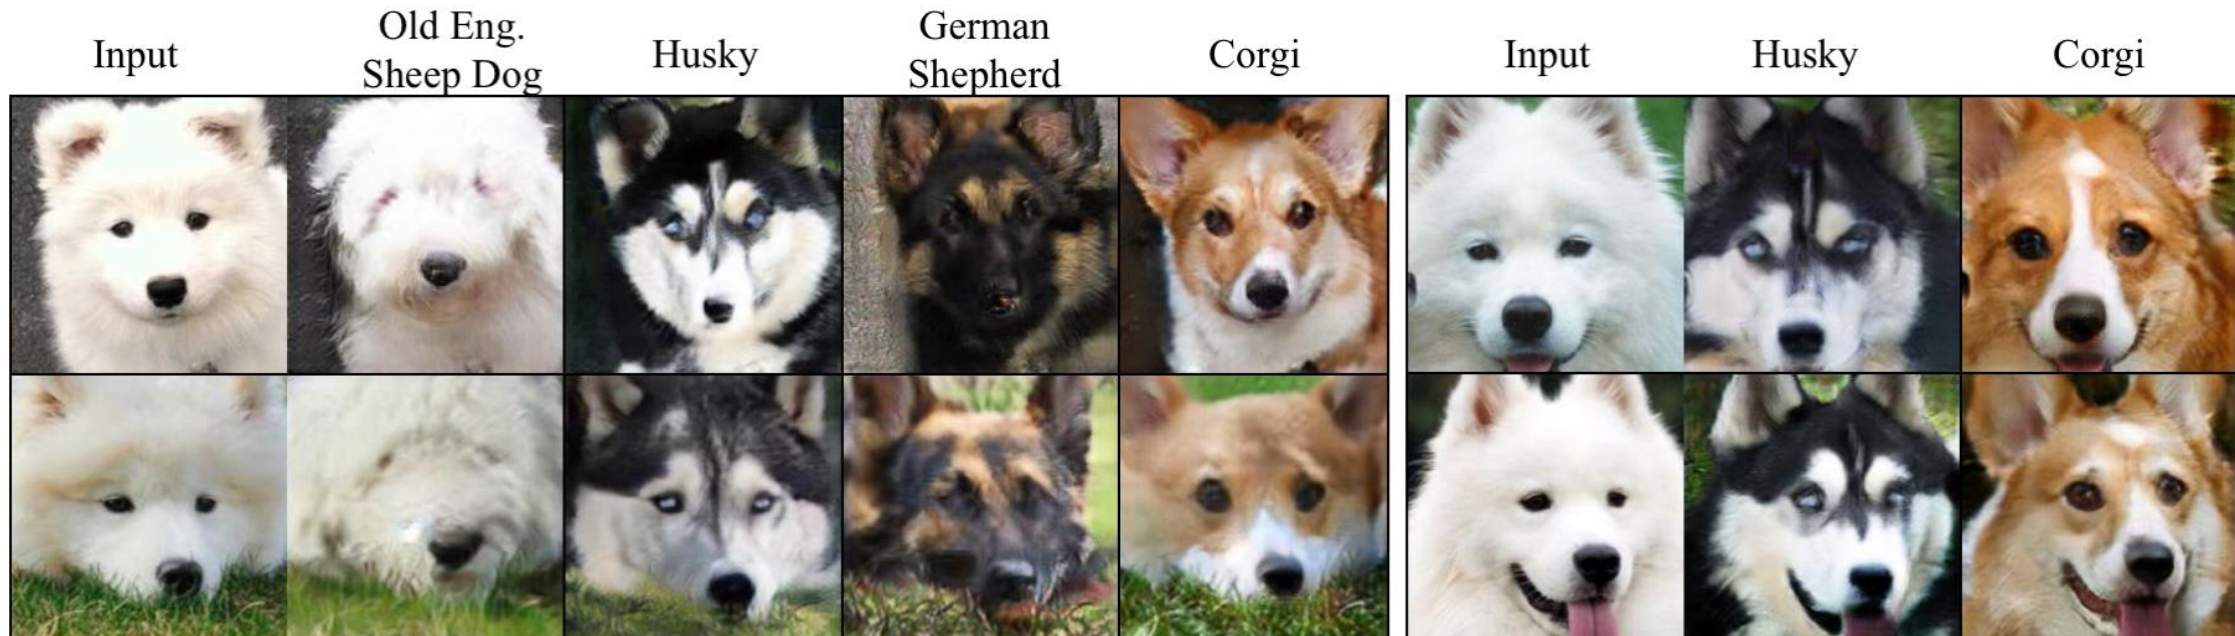 Input
Old Eng.
Sheep Dog
Husky
German
Shepherd
Corgi
Input
Husky
Corgi